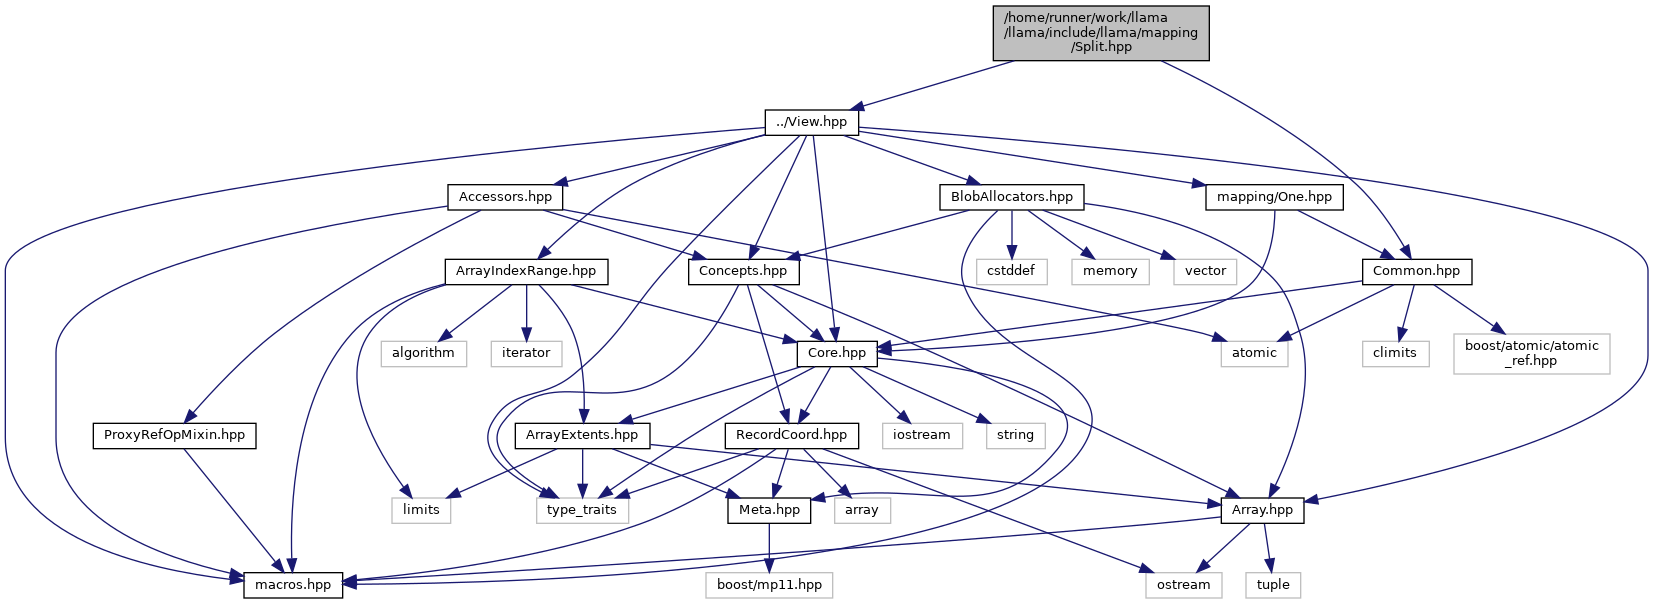 /home/runner/work/llama
/llama/include/llama/mapping
/Split.hpp
../View.hpp
Accessors.hpp
BlobAllocators.hpp
mapping/One.hpp
ArrayIndexRange.hpp
Concepts.hpp
cstddef
memory
vector
Common.hpp
algorithm
iterator
Core.hpp
atomic
climits
boost/atomic/atomic
_ref.hpp
ProxyRefOpMixin.hpp
ArrayExtents.hpp
RecordCoord.hpp
iostream
string
limits
type_traits
Meta.hpp
array
Array.hpp
macros.hpp
boost/mp11.hpp
ostream
tuple